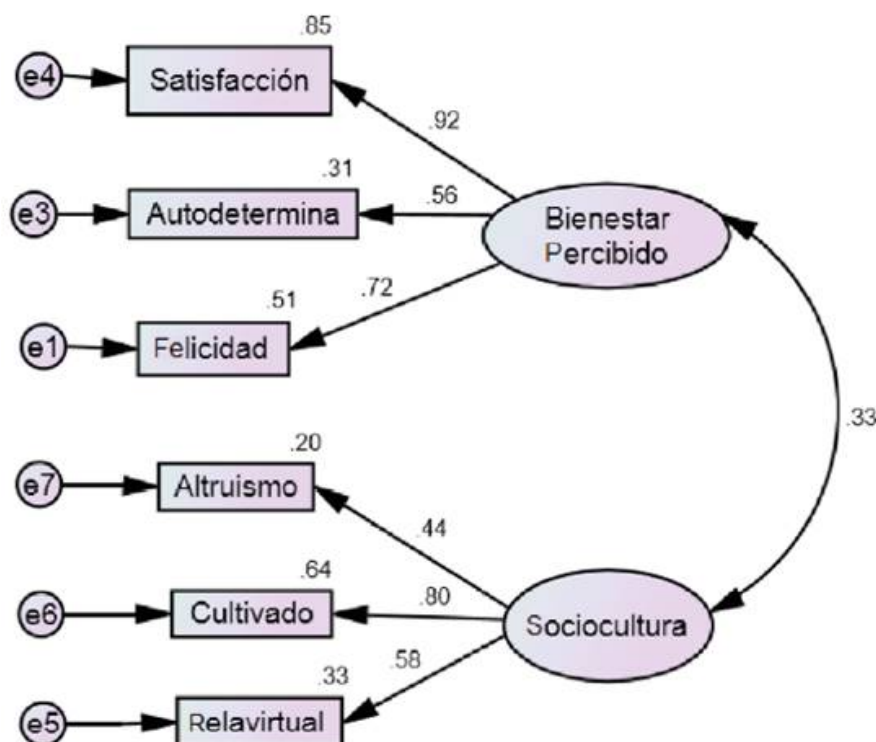 .85
e4
Satisfacción
.92
.31
e3
Autodetermina
.56
Bienestar
Percibido
.51
.72
e1
Felicidad
.33
.20
e7
Altruismo
.44
.64
e6
Cultivado
.80
Sociocultura
.33
.58
e5
Relavirtual